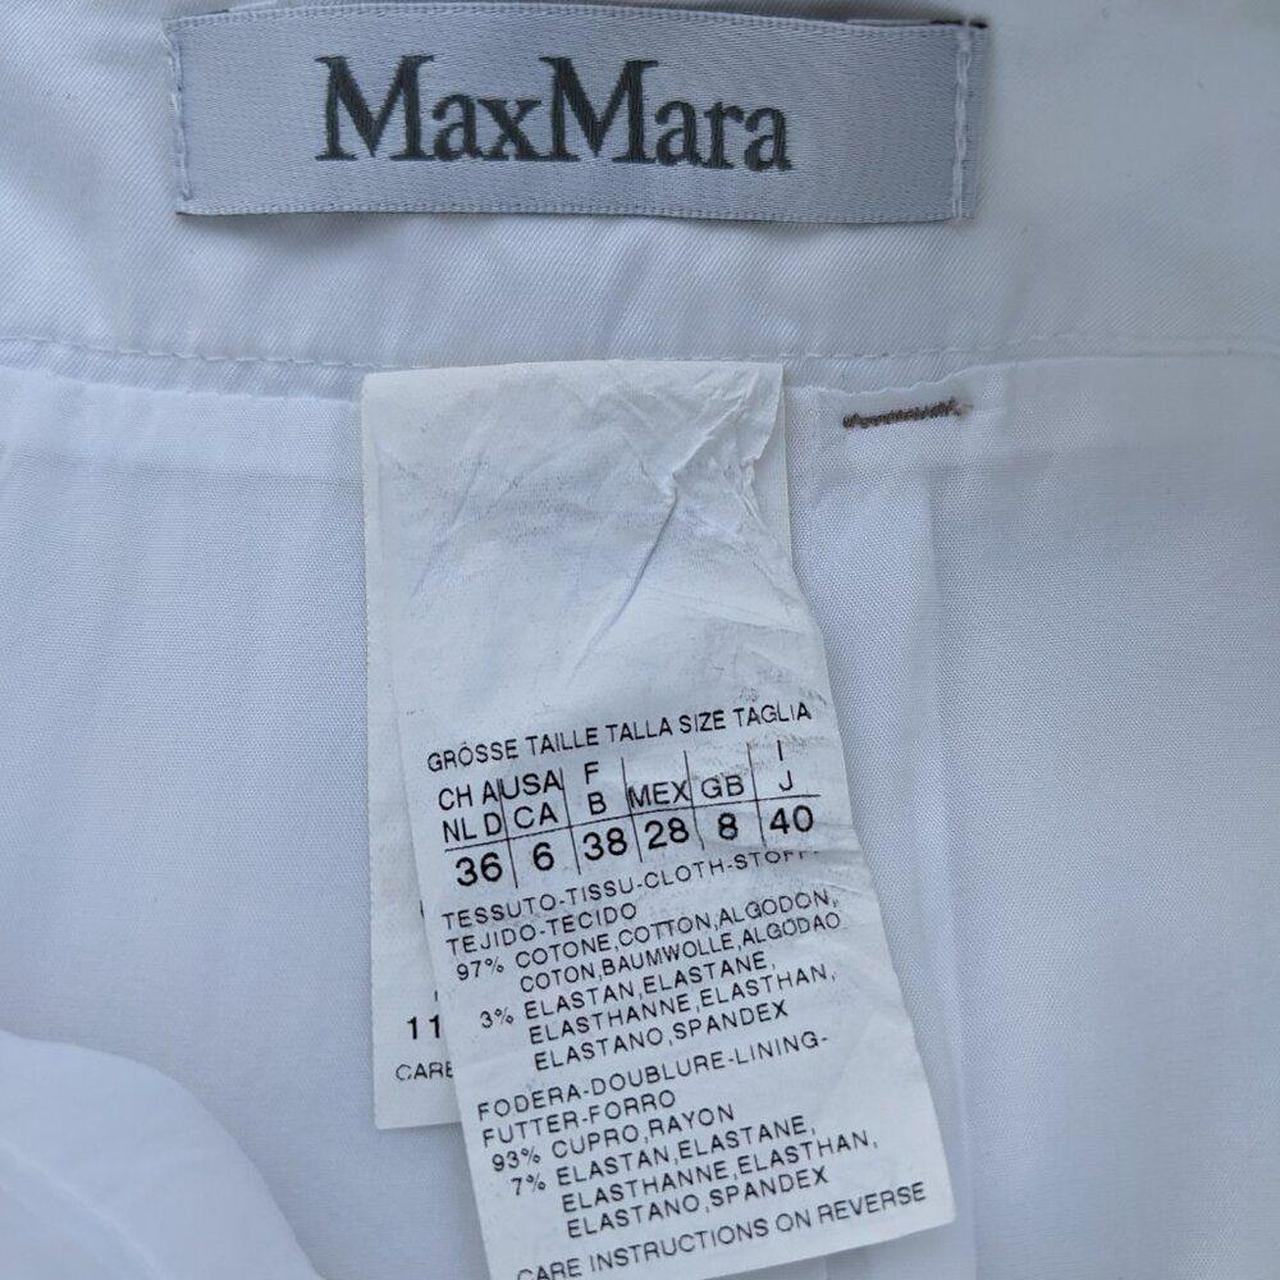 MaxMara
GRÖSSE TAILLE TALLA SIZE TAGLIA
CH A USA F MEX GB I
NL D CA B J
36 6 38 28 8 40
TESSUTO-TISSU-CLOTH-STOFF-
TEJIDO-TECIDO
97% COTONE,COTTON,ALGODON,
COTON,BAUMWOLLE,ALGODAO
3% ELASTAN,ELASTANE,
ELASTHANNE,ELASTHAN,
ELASTANO,SPANDEX
FODERA-DOUBLURE-LINING-
FUTTER-FORRO
93% CUPRO,RAYON
7% ELASTAN,ELASTANE,
ELASTHANNE,ELASTHAN,
ELASTANO,SPANDEX
CARE INSTRUCTIONS ON REVERSE
11
CARE